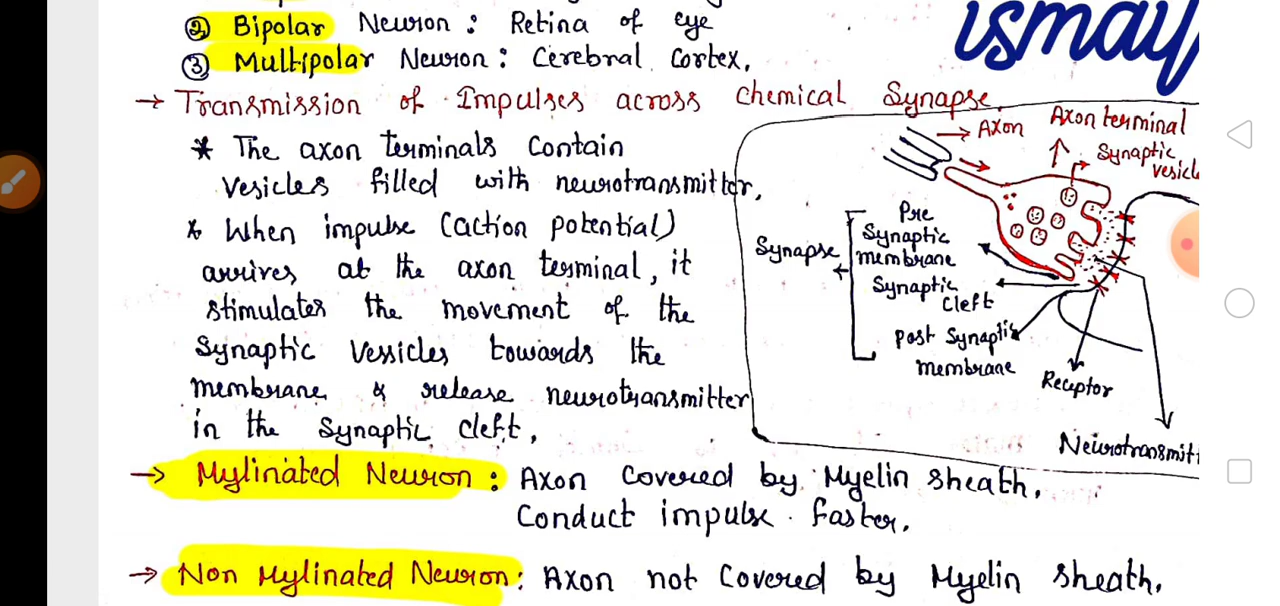 ② Bipolar Neuron : Retina of eye
③ Multipolar Neuron : Cerebral Cortex.
→ Transmission of Impulses across chemical Synapse.
* The axon terminals contain
vesicles filled with neurotransmitter,
* When impulse (action potential)
arrives at the axon terminal, it
stimulates the movement of the
Synaptic Vessicles towards the
membrane & release neurotransmitter
in the Synaptic cleft,
ismay
→ Axon
Axon terminal
Synaptic
vesicl
Synapse
Pre
Synaptic
membrane
Synaptic
Cleft
Post Synaptic
membrane
Receptor
Neurotransmitt
→ Mylinated Neuron : Axon Covered by Myelin Sheath.
Conduct impulse faster.
→ Non Mylinated Neuron : Axon not Covered by Myelin Sheath.